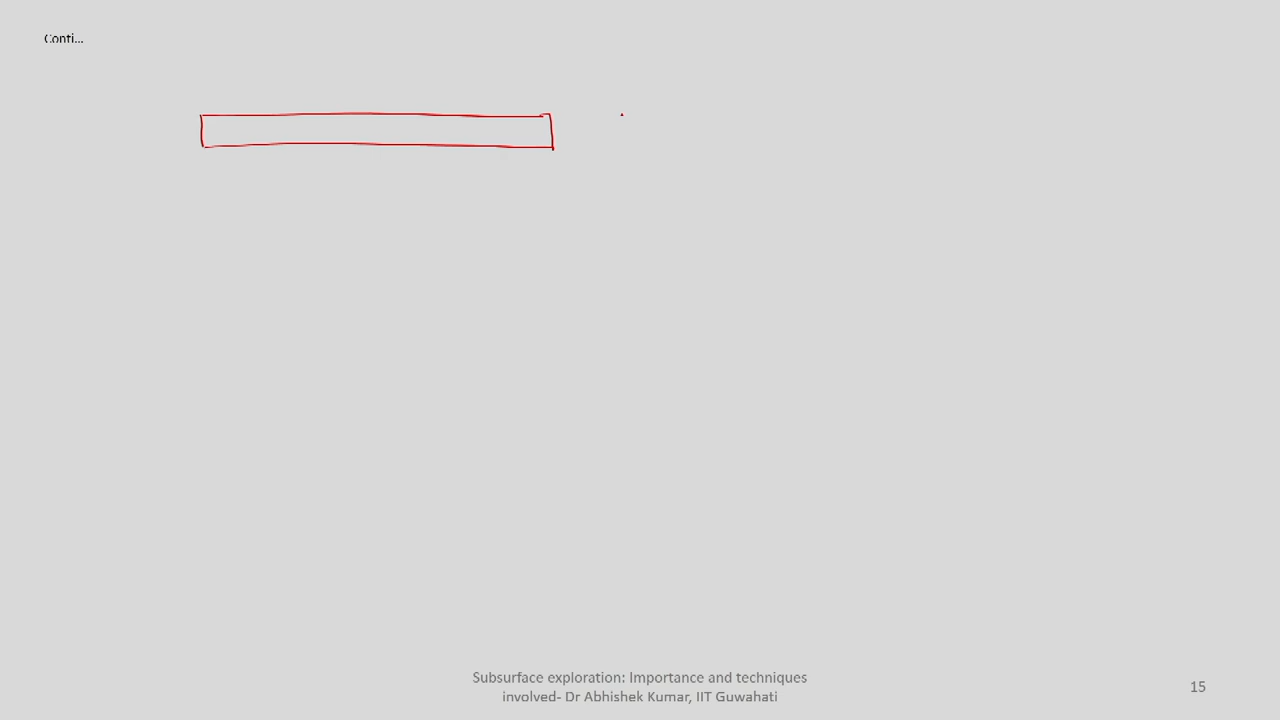 Conti...
Subsurface exploration: Importance and techniques
involved- Dr Abhishek Kumar, IIT Guwahati
15